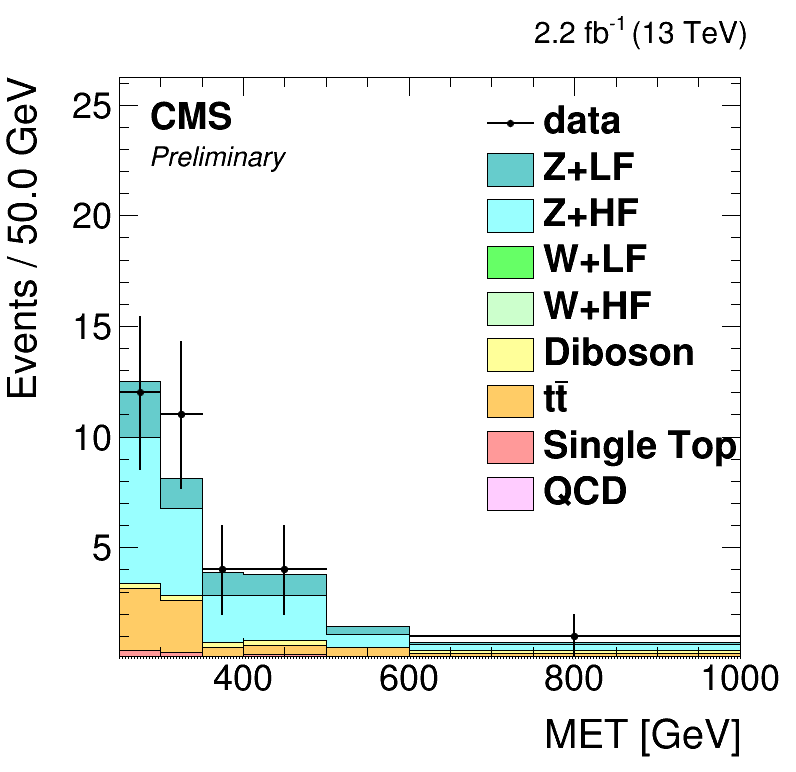 2.2 fb⁻¹ (13 TeV)
CMS
Preliminary
Events / 50.0 GeV
25
20
15
10
5
data
Z+LF
Z+HF
W+LF
W+HF
Diboson
tt̄
Single Top
QCD
400 600 800 1000
MET [GeV]